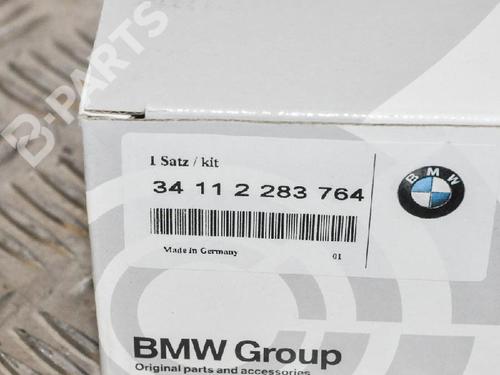 B-PARTS
1 Satz / kit
34 11 2 283 764
BMW
Made in Germany
01
BMW Group
Original parts and accessories